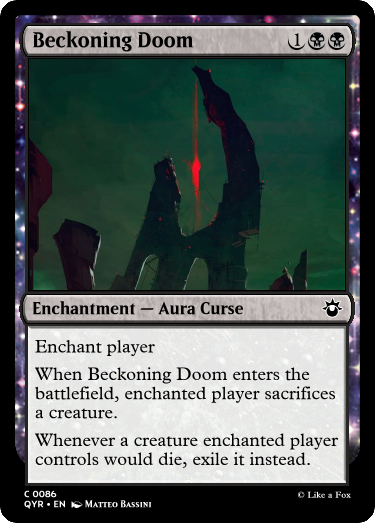 Beckoning Doom 1
Enchantment — Aura Curse
Enchant player
When Beckoning Doom enters the
battlefield, enchanted player sacrifices
a creature.
Whenever a creature enchanted player
controls would die, exile it instead.
C 0086
QYR • EN Matteo Bassini
© Like a Fox